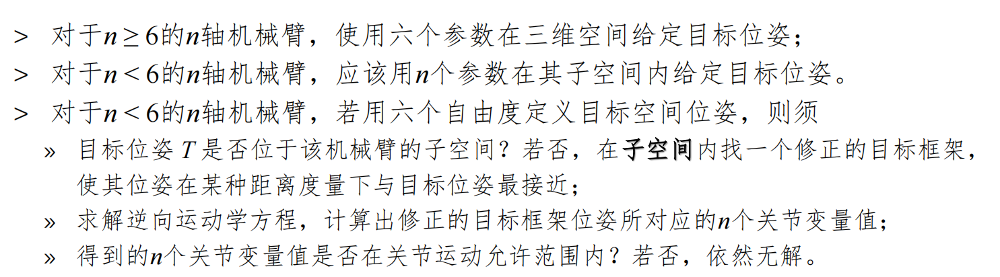 > 对于n ≥ 6的n轴机械臂，使用六个参数在三维空间给定目标位姿；
> 对于n < 6的n轴机械臂，应该用n个参数在其子空间内给定目标位姿。
> 对于n < 6的n轴机械臂，若用六个自由度定义目标空间位姿，则须
» 目标位姿 T 是否位于该机械臂的子空间？若否，在子空间内找一个修正的目标框架，
使其位姿在某种距离度量下与目标位姿最接近；
» 求解逆向运动学方程，计算出修正的目标框架位姿所对应的n个关节变量值；
» 得到的n个关节变量值是否在关节运动允许范围内？若否，依然无解。